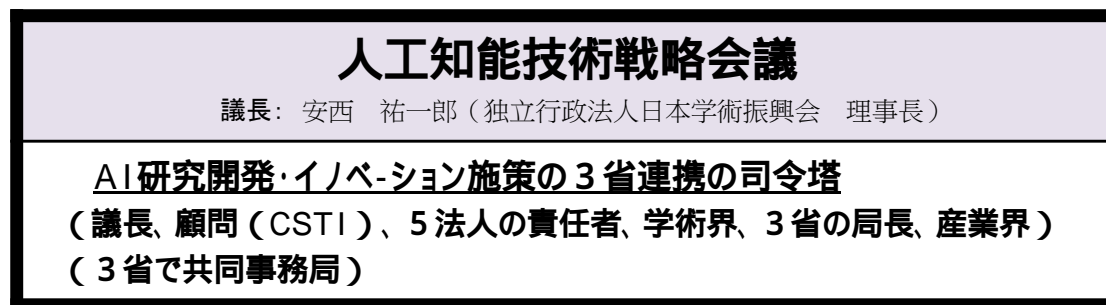 人工知能技術戦略会議
議長： 安西　祐一郎（独立行政法人日本学術振興会　理事長）
AI研究開発・イノベ-ション施策の３省連携の司令塔
（議長、顧問（CSTI）、５法人の責任者、学術界、３省の局長、産業界）
（３省で共同事務局）